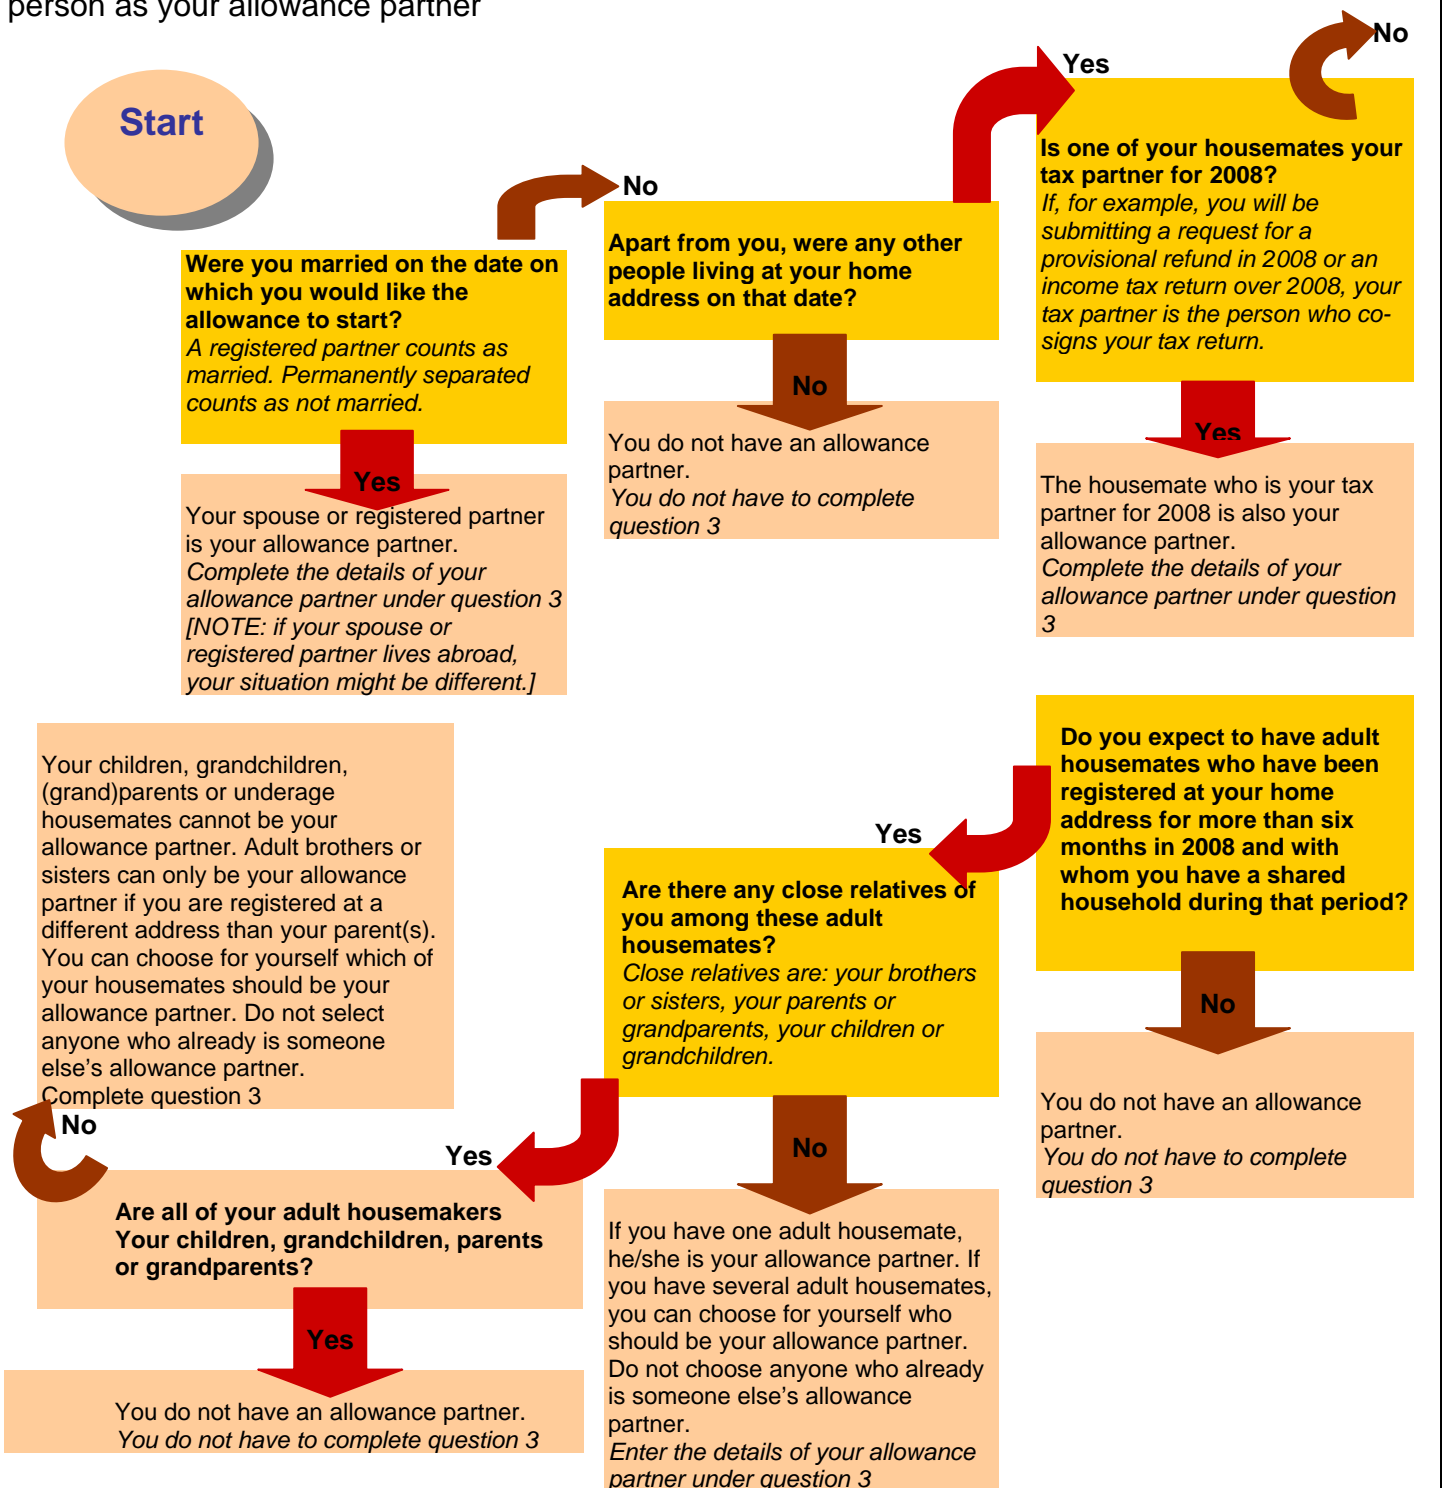 person as your allowance partner
Start
Were you married on the date on
which you would like the
allowance to start?
A registered partner counts as
married. Permanently separated
counts as not married.
Yes
Your spouse or registered partner
is your allowance partner.
Complete the details of your
allowance partner under question 3
[NOTE: if your spouse or
registered partner lives abroad,
your situation might be different.]
No
Apart from you, were any other
people living at your home
address on that date?
No
You do not have an allowance
partner.
You do not have to complete
question 3
Yes
Is one of your housemates your
tax partner for 2008?
If, for example, you will be
submitting a request for a
provisional refund in 2008 or an
income tax return over 2008, your
tax partner is the person who co-
signs your tax return.
Yes
The housemate who is your tax
partner for 2008 is also your
allowance partner.
Complete the details of your
allowance partner under question
3
No
Do you expect to have adult
housemates who have been
registered at your home
address for more than six
months in 2008 and with
whom you have a shared
household during that period?
No
You do not have an allowance
partner.
You do not have to complete
question 3
Yes
Are there any close relatives of
you among these adult
housemates?
Close relatives are: your brothers
or sisters, your parents or
grandparents, your children or
grandchildren.
No
If you have one adult housemate,
he/she is your allowance partner. If
you have several adult housemates,
you can choose for yourself who
should be your allowance partner.
Do not choose anyone who already
is someone else’s allowance
partner.
Enter the details of your allowance
partner under question 3
Yes
Are all of your adult housemakers
Your children, grandchildren, parents
or grandparents?
Yes
You do not have an allowance partner.
You do not have to complete question 3
No
Your children, grandchildren,
(grand)parents or underage
housemates cannot be your
allowance partner. Adult brothers or
sisters can only be your allowance
partner if you are registered at a
different address than your parent(s).
You can choose for yourself which of
your housemates should be your
allowance partner. Do not select
anyone who already is someone
else’s allowance partner.
Complete question 3